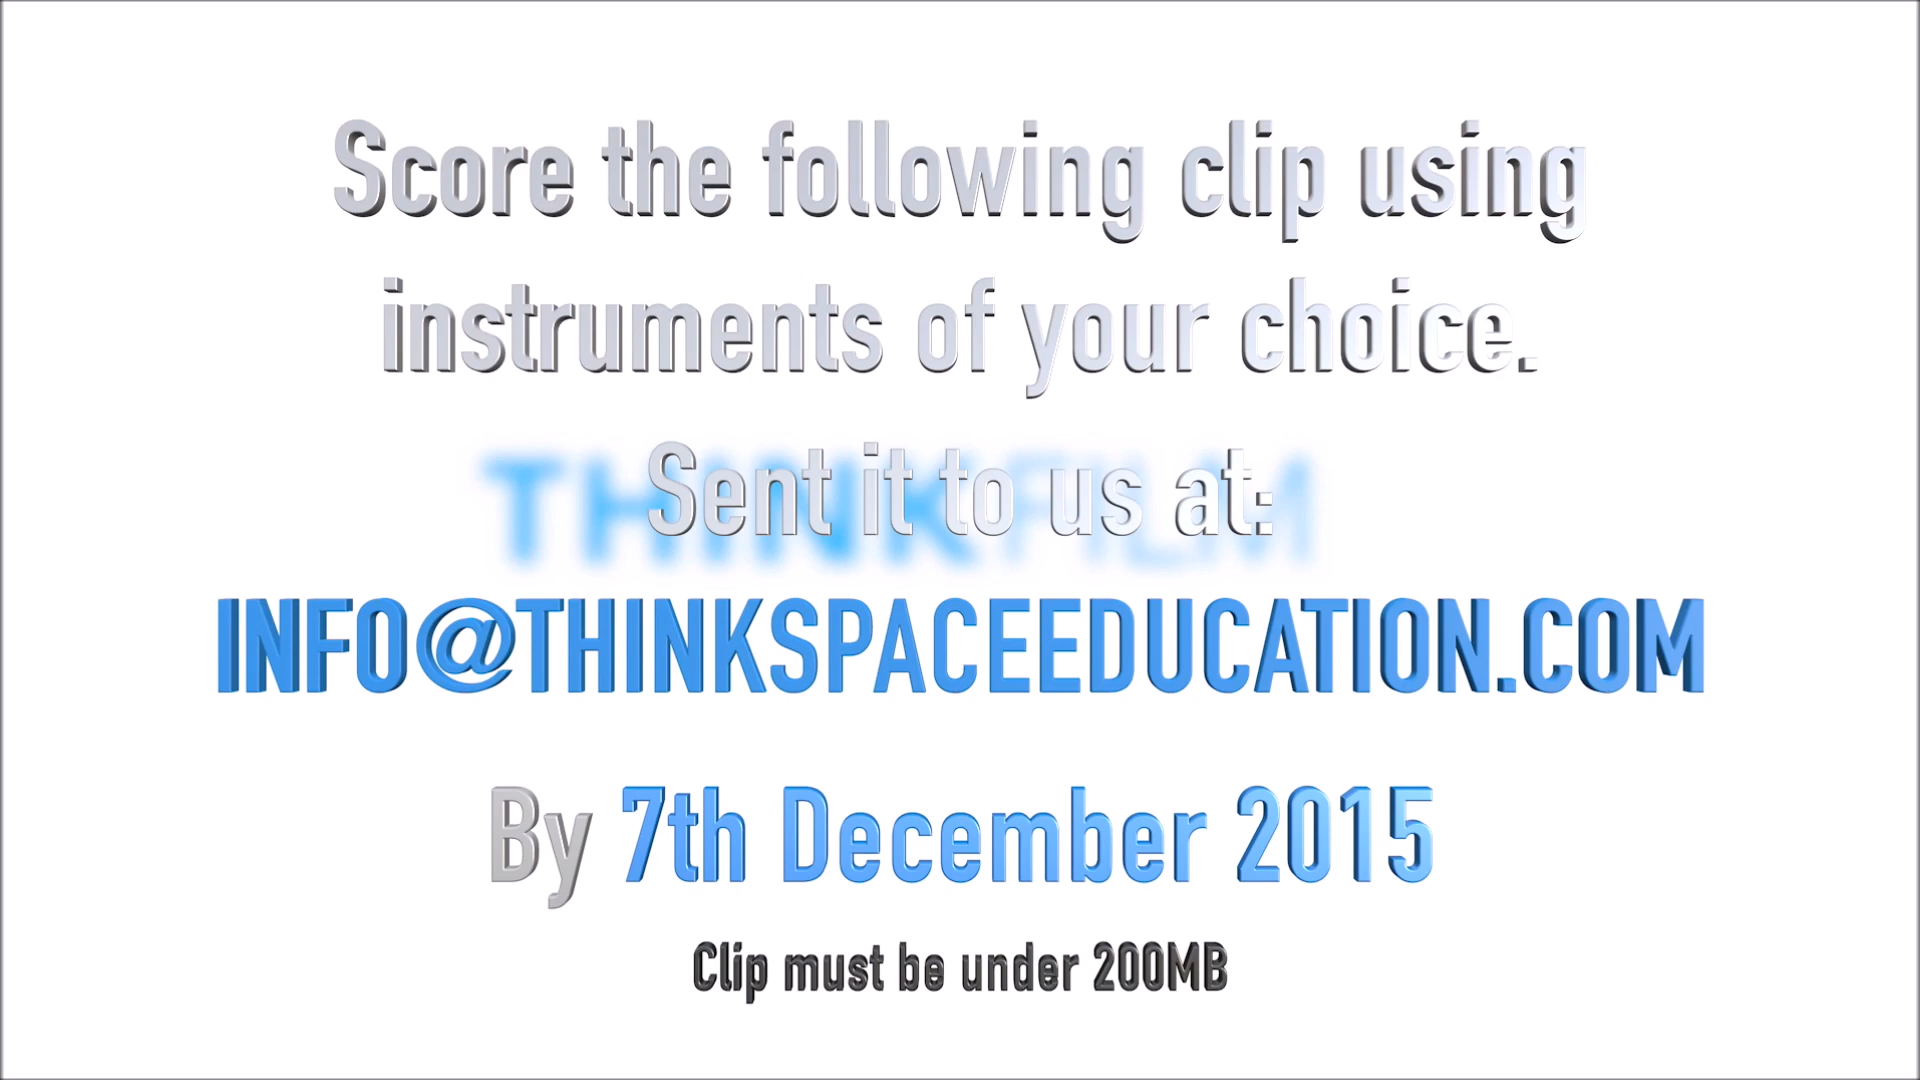 Score the following clip using
instruments of your choice.
THINKFILM
Sent it to us at:
INFO@THINKSPACEEDUCATION.COM
By 7th December 2015
Clip must be under 200MB